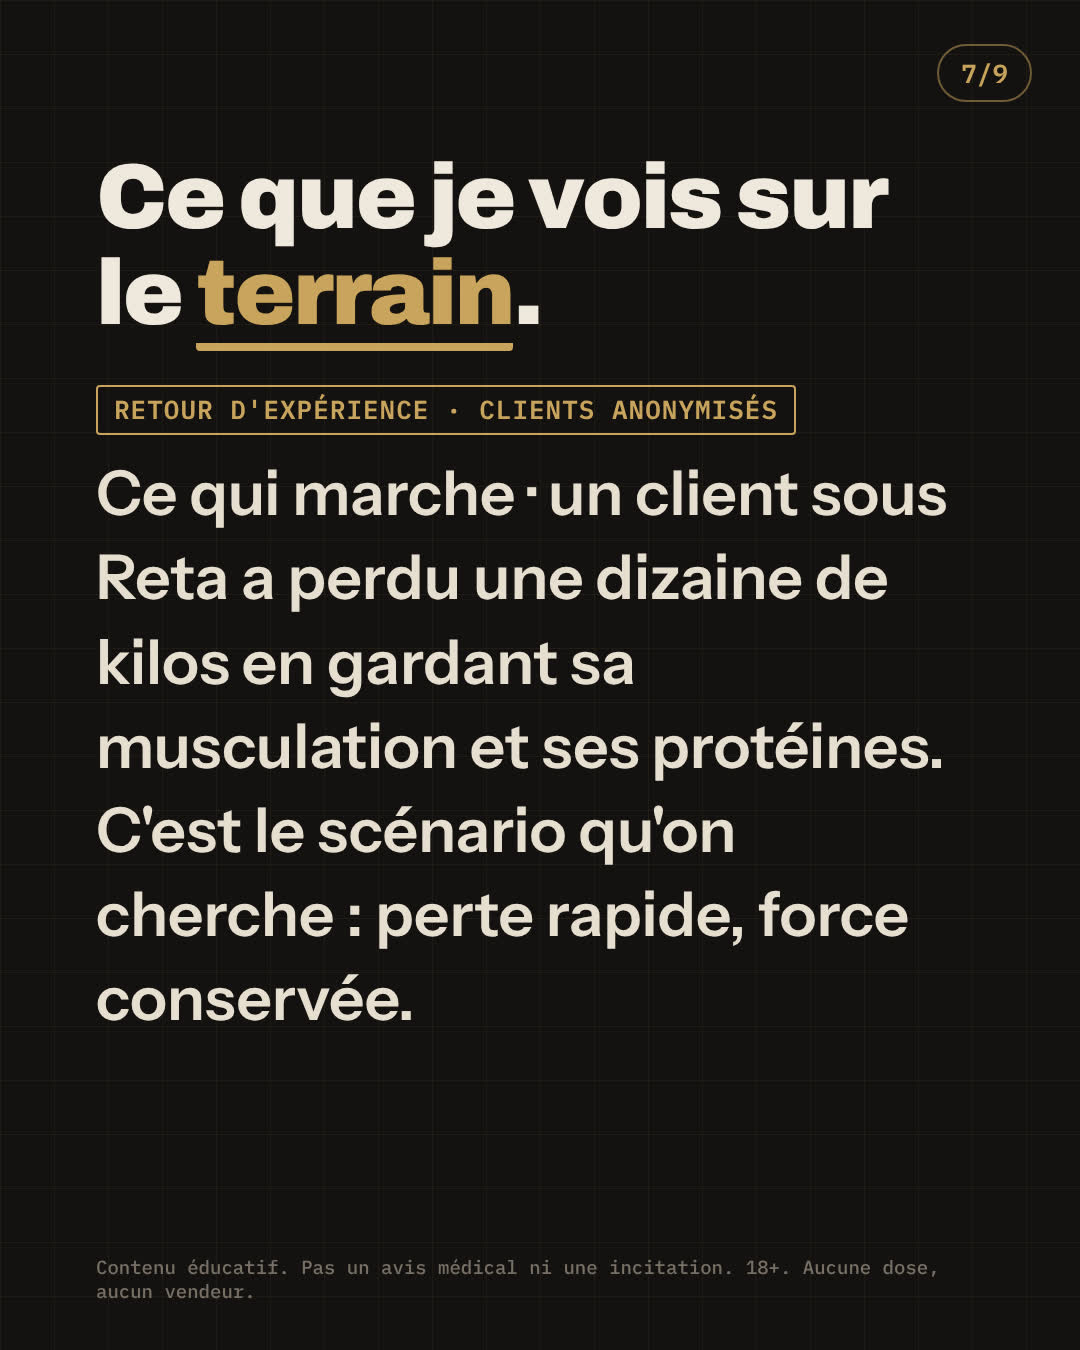 7/9
Ce que je vois sur
le terrain.
RETOUR D'EXPÉRIENCE · CLIENTS ANONYMISÉS
Ce qui marche · un client sous
Reta a perdu une dizaine de
kilos en gardant sa
musculation et ses protéines.
C'est le scénario qu'on
cherche : perte rapide, force
conservée.
Contenu éducatif. Pas un avis médical ni une incitation. 18+. Aucune dose,
aucun vendeur.